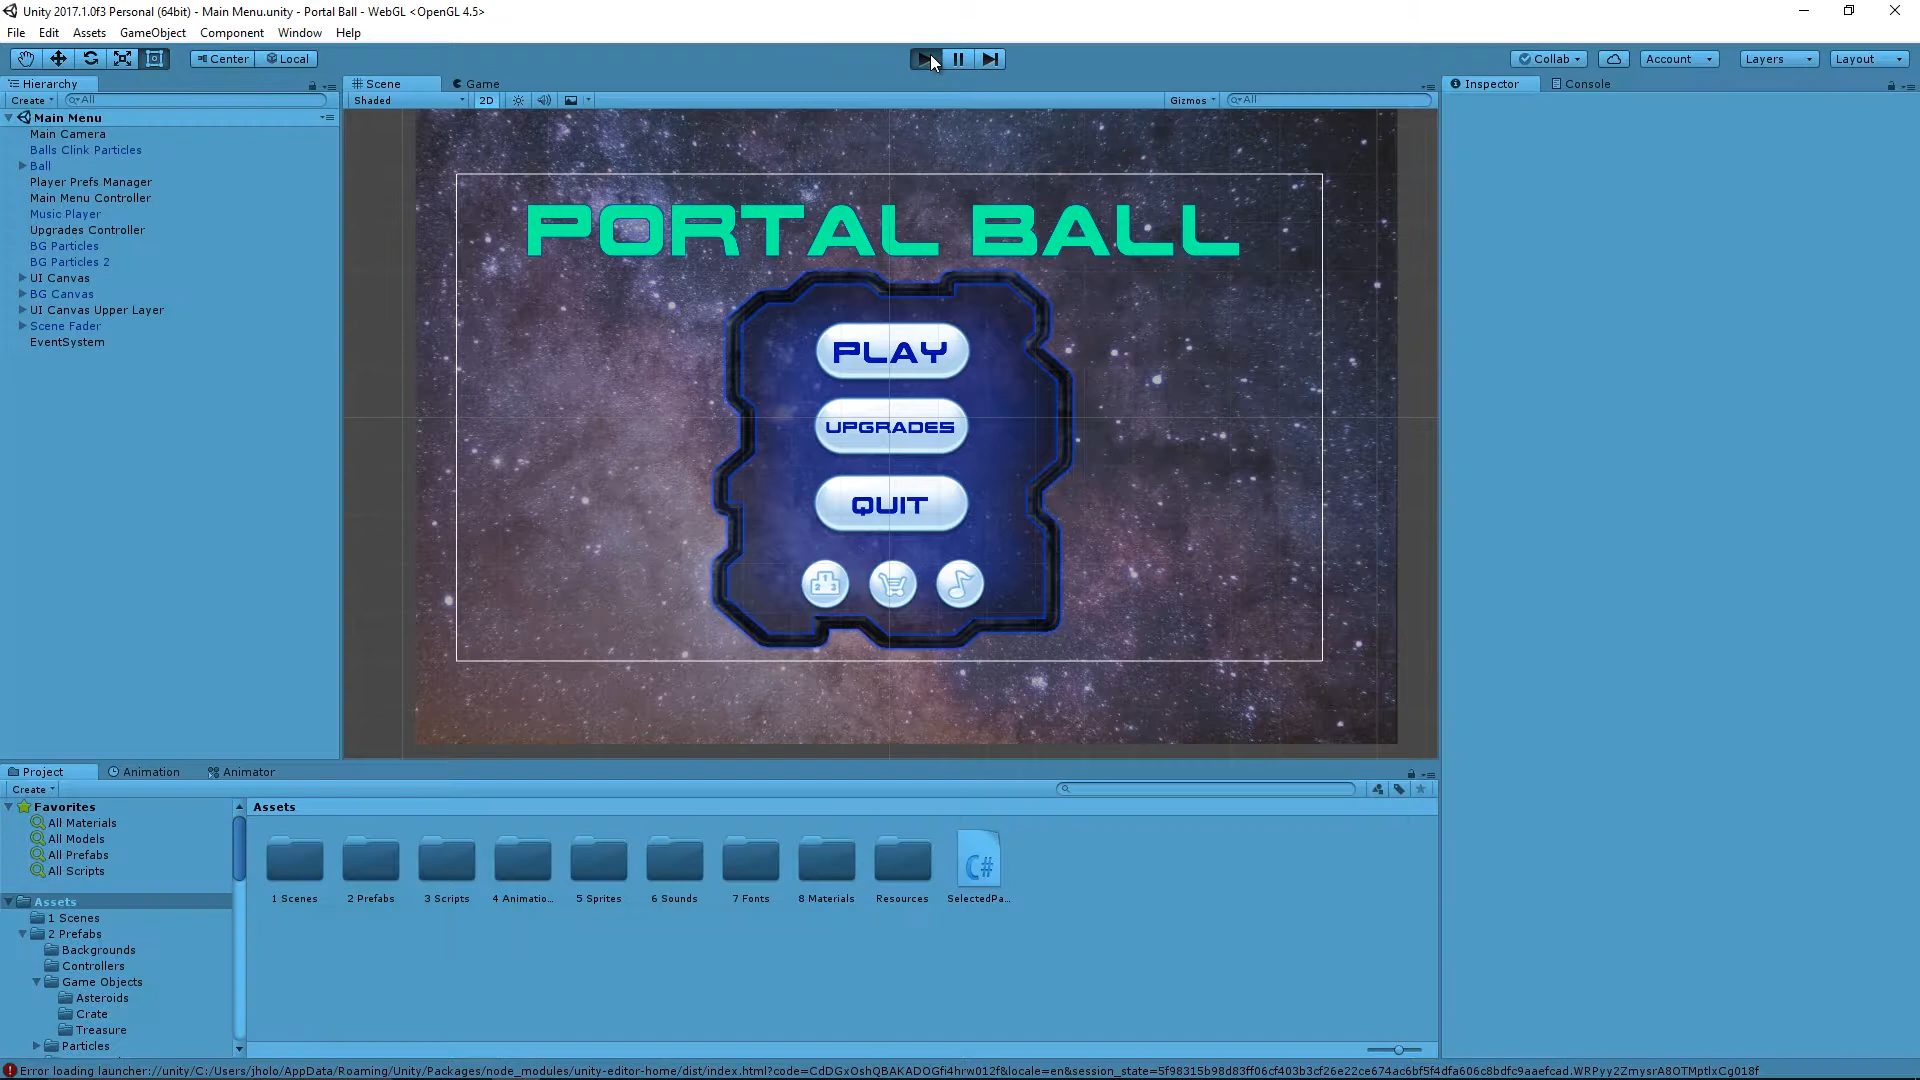 Unity 2017.1.0f3 Personal (64bit) - Main Menu.unity - Portal Ball - WebGL <OpenGL 4.5>
File Edit Assets GameObject Component Window Help
Center Local Collab Account Layers Layout
Hierarchy
Create All
Main Menu
Main Camera
Balls Clink Particles
Ball
Player Prefs Manager
Main Menu Controller
Music Player
Upgrades Controller
BG Particles
BG Particles 2
UI Canvas
BG Canvas
UI Canvas Upper Layer
Scene Fader
EventSystem
Scene Game
Shaded 2D Gizmos All
PORTAL BALL
PLAY
UPGRADES
QUIT
1
2 3
Inspector Console
Project Animation Animator
Create
Favorites
All Materials
All Models
All Prefabs
All Scripts
Assets
1 Scenes
2 Prefabs
Backgrounds
Controllers
Game Objects
Asteroids
Crate
Treasure
Particles
Assets
C#
1 Scenes 2 Prefabs 3 Scripts 4 Animatio... 5 Sprites 6 Sounds 7 Fonts 8 Materials Resources SelectedPa...
Error loading launcher://unity/C:/Users/jholo/AppData/Roaming/Unity/Packages/node_modules/unity-editor-home/dist/index.html?code=